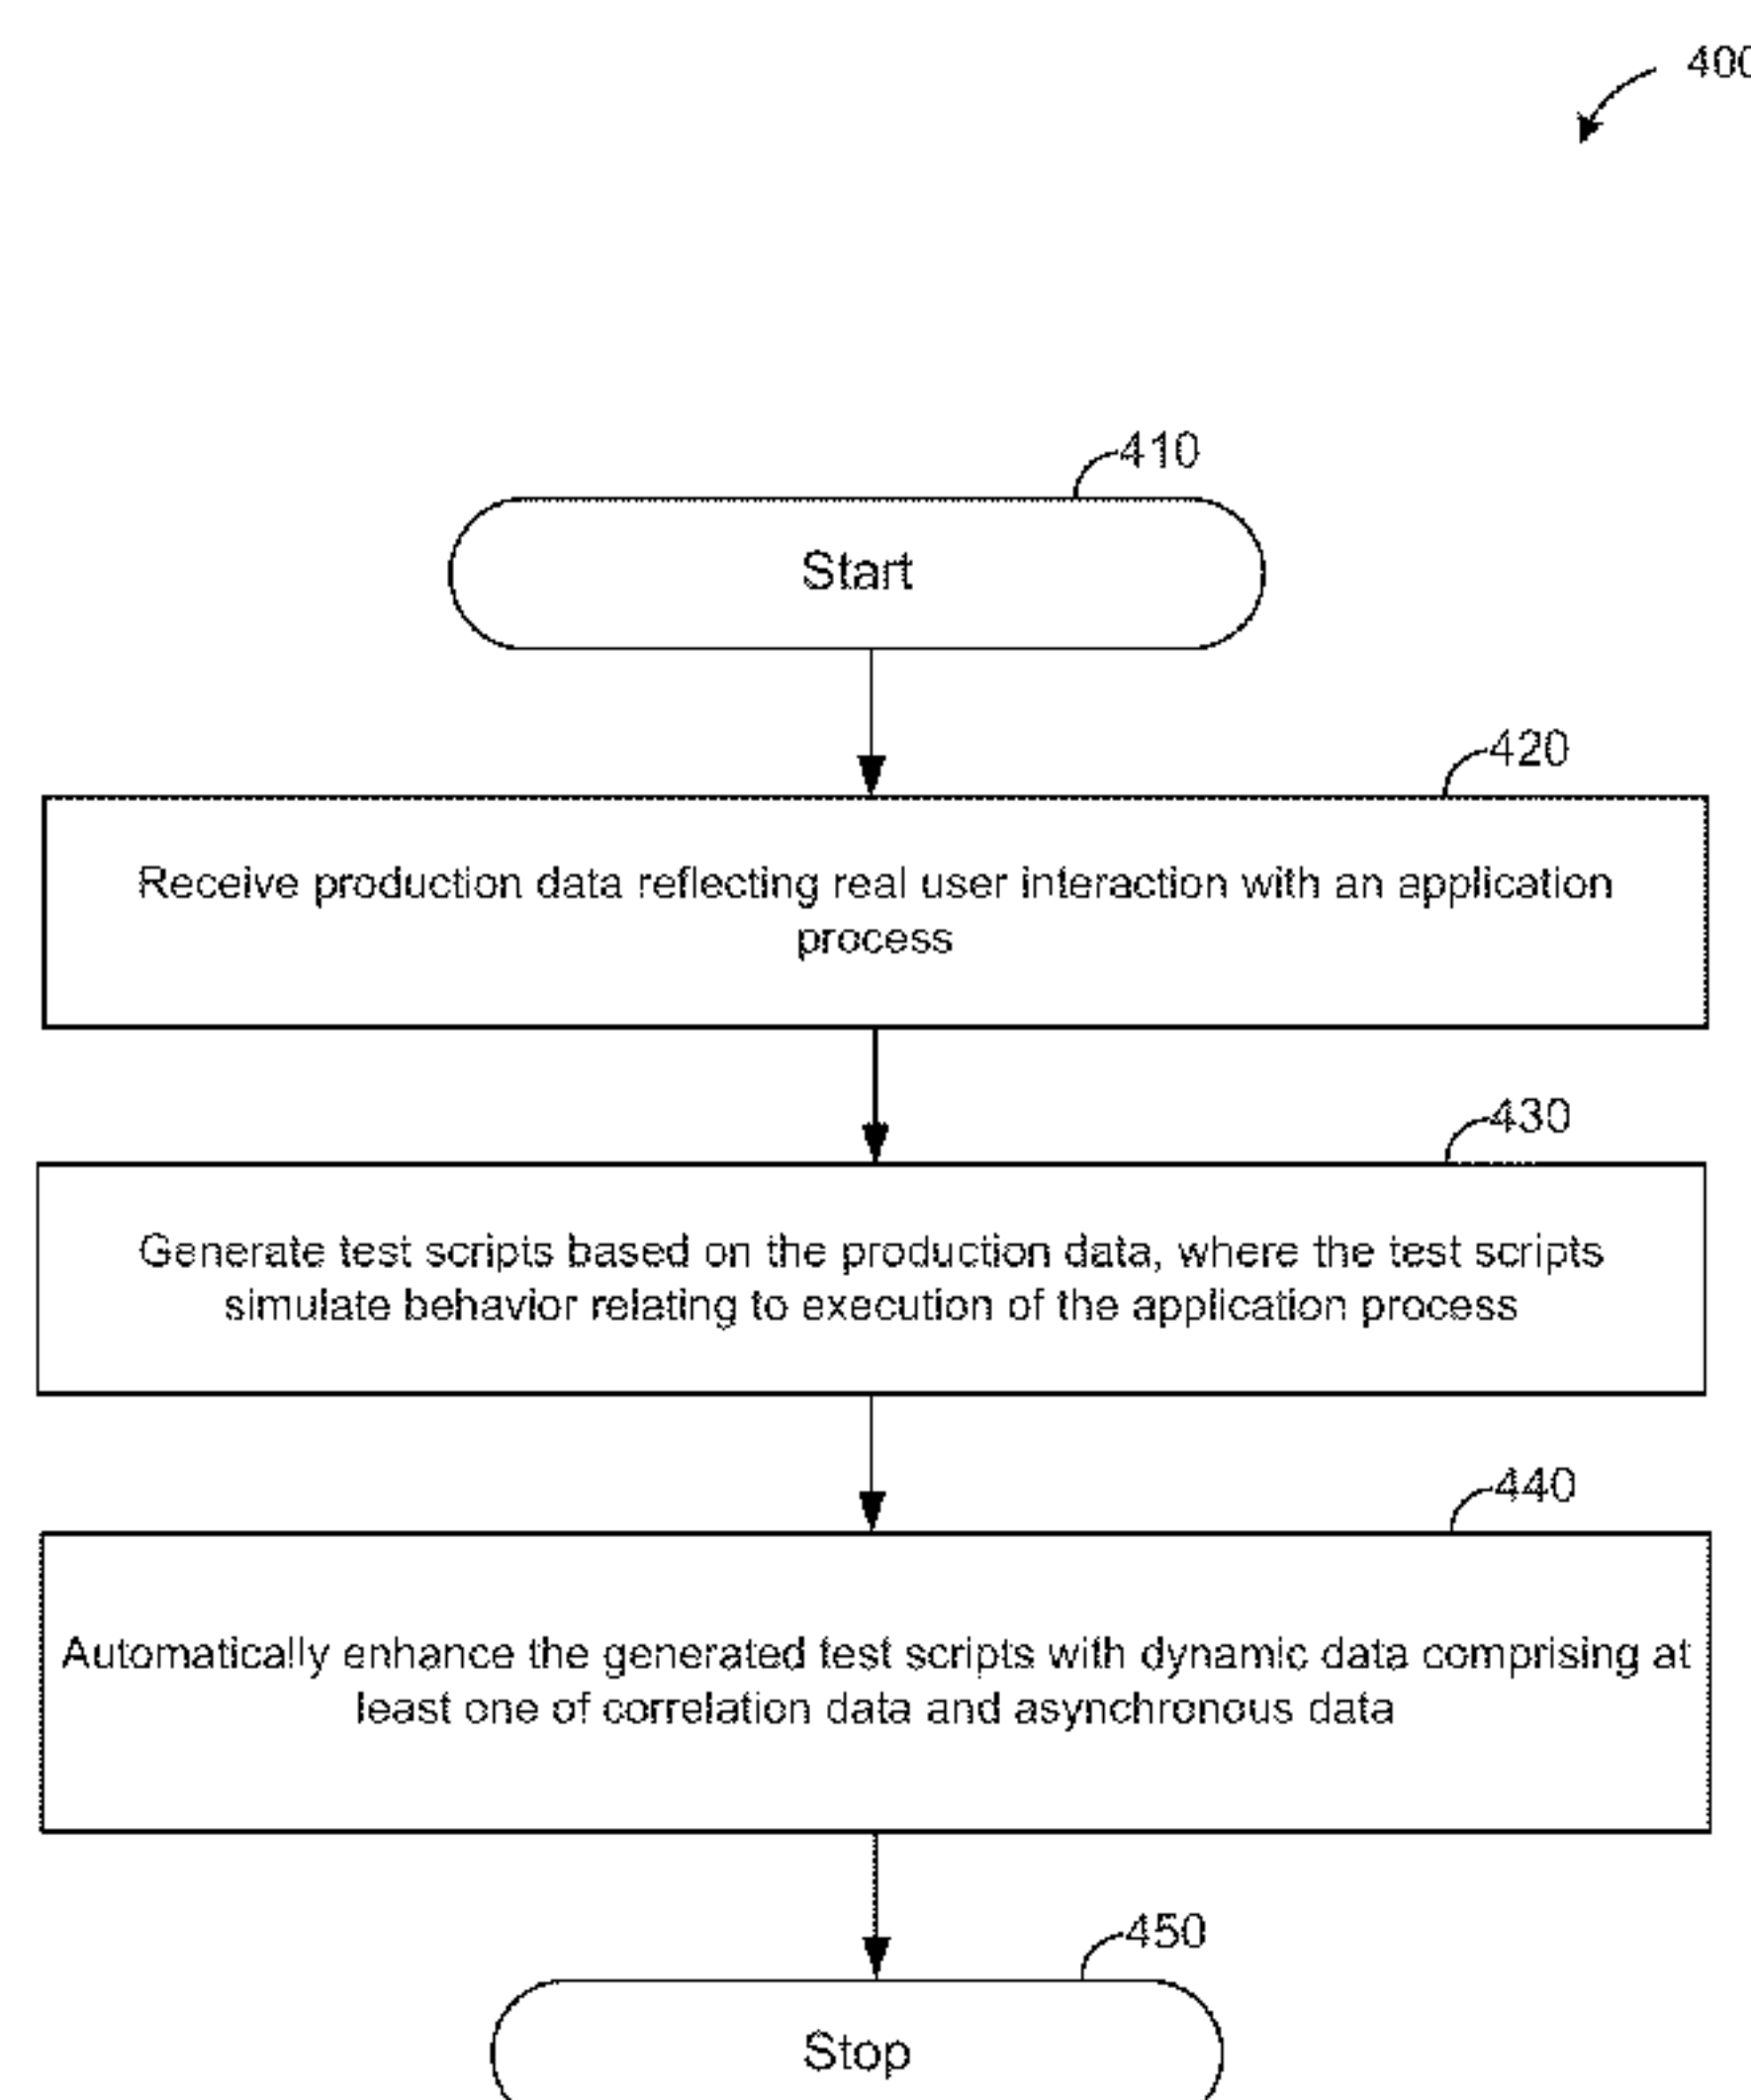 400
410
Start
420
Receive production data reflecting real user interaction with an application
process
430
Generate test scripts based on the production data, where the test scripts
simulate behavior relating to execution of the application process
440
Automatically enhance the generated test scripts with dynamic data comprising at
least one of correlation data and asynchronous data
450
Stop